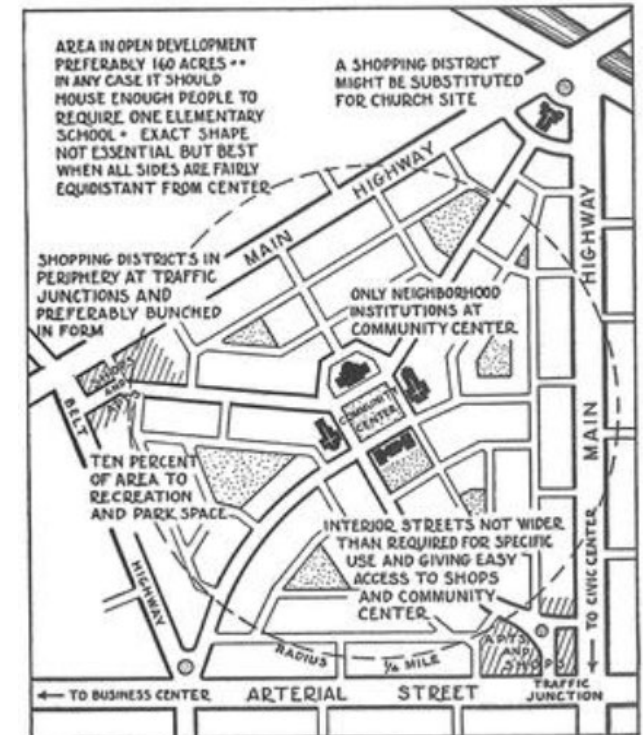 AREA IN OPEN DEVELOPMENT
PREFERABLY 160 ACRES **
IN ANY CASE IT SHOULD
HOUSE ENOUGH PEOPLE TO
REQUIRE ONE ELEMENTARY
SCHOOL * EXACT SHAPE
NOT ESSENTIAL BUT BEST
WHEN ALL SIDES ARE FAIRLY
EQUIDISTANT FROM CENTER
A SHOPPING DISTRICT
MIGHT BE SUBSTITUTED
FOR CHURCH SITE
MAIN HIGHWAY
HIGHWAY
MAIN
SHOPPING DISTRICTS IN
PERIPHERY AT TRAFFIC
JUNCTIONS AND
PREFERABLY BUNCHED
IN FORM
ONLY NEIGHBORHOOD
INSTITUTIONS AT
COMMUNITY CENTER
SHOPS
AND
APTS
BELT
HIGHWAY
COMMUNITY
CENTER
TEN PERCENT
OF AREA TO
RECREATION
AND PARK SPACE
INTERIOR STREETS NOT WIDER
THAN REQUIRED FOR SPECIFIC
USE AND GIVING EASY
ACCESS TO SHOPS
AND COMMUNITY
CENTER
TO CIVIC CENTER
APTS
AND
SHOPS
RADIUS 1/4 MILE
TRAFFIC
JUNCTION
← TO BUSINESS CENTER ARTERIAL STREET